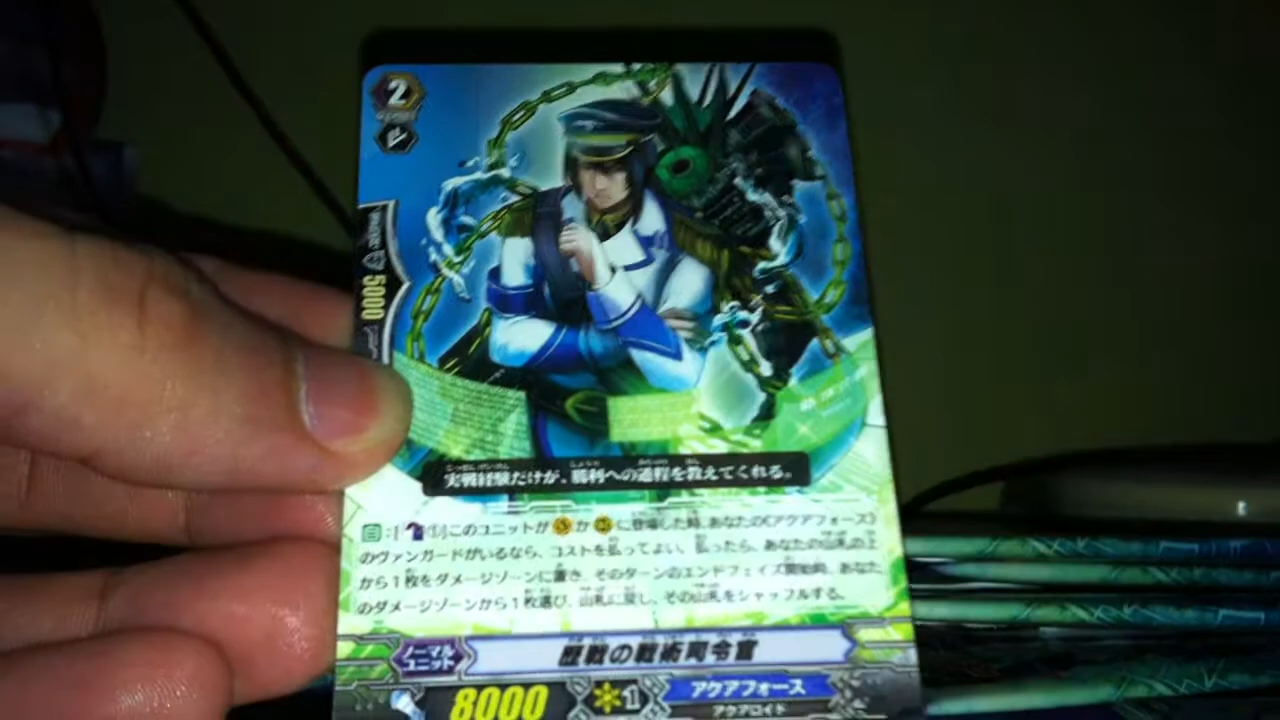 2
5000
実戦経験だけが、勝利への道程を教えてくれる。
自:[ (1)]このユニットが(V)か(R)に登場した時、あなたの《アクアフォース》
のヴァンガードがいるなら、コストを払ってよい。払ったら、あなたの山札の上
から1枚をダメージゾーンに置き、そのターンのエンドフェイズ開始時、あなた
のダメージゾーンから1枚選び、山札に戻し、その山札をシャッフルする。
ノーマル
ユニット
歴戦の戦術司令官
8000
1
アクアフォース
アクアロイド